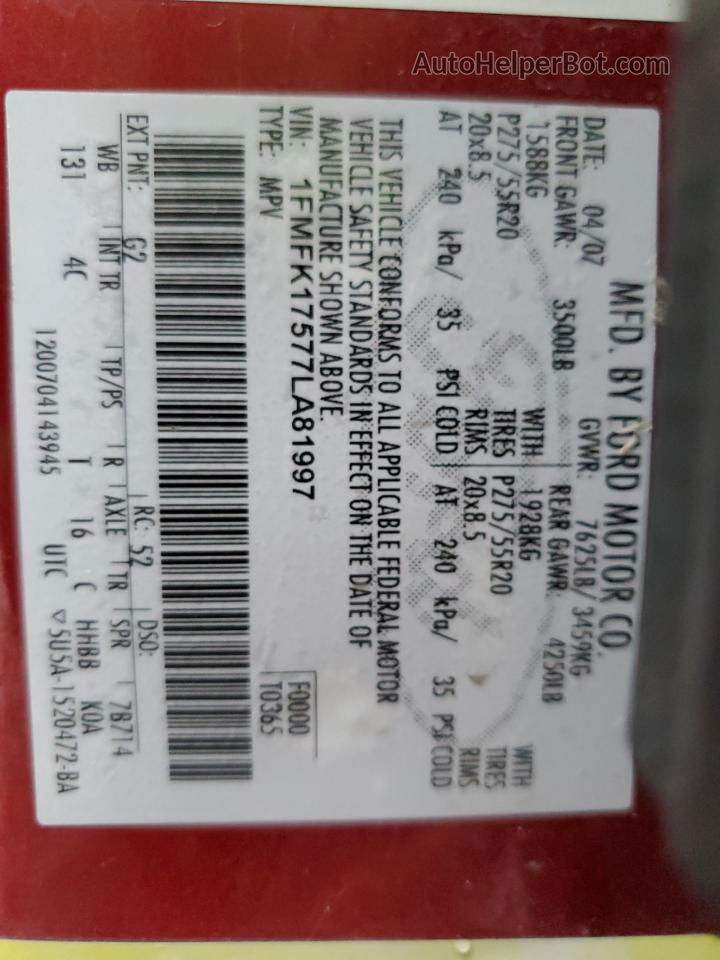 AutoHelperBot.com
MFD. BY FORD MOTOR CO.
DATE: 04/07 GVWR: 7625LB/ 3459KG
FRONT GAWR: 3500LB REAR GAWR: 4250LB
1588KG WITH 1928KG WITH
P275/55R20 TIRES P275/55R20 TIRES
20x8.5 RIMS 20x8.5 RIMS
AT 240 kPa/ 35 PSI COLD AT 240 kPa/ 35 PSI COLD
THIS VEHICLE CONFORMS TO ALL APPLICABLE FEDERAL MOTOR
VEHICLE SAFETY STANDARDS IN EFFECT ON THE DATE OF
MANUFACTURE SHOWN ABOVE.
VIN: 1FMFK17577LA81997 F0000
TYPE: MPV T0365
EXT PNT: G2 RC: 52 DSO:
WB INT TR TP/PS R AXLE TR SPR 7B714
131 4C T 16 C HHBB KOA
1200704143945 UTC ▽5U5A-1520472-BA